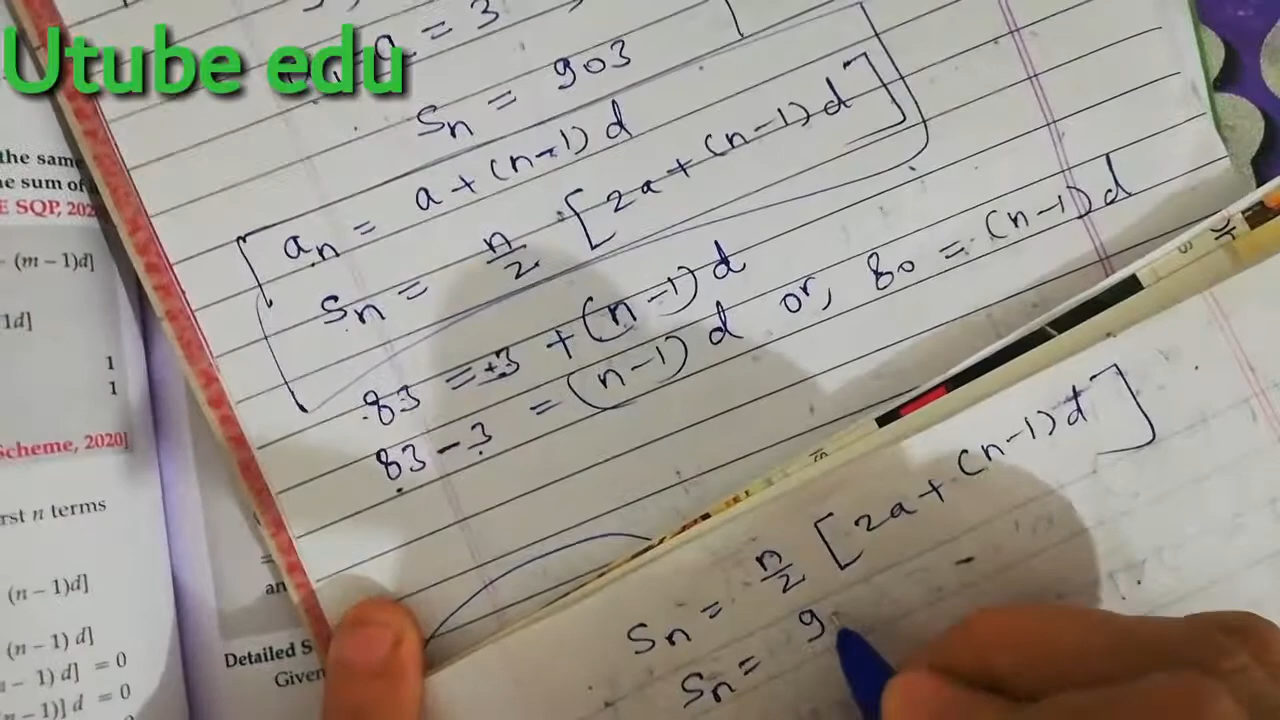 Utube edu
a = 3
Sn = 903
an = a + (n-1) d
Sn = n/2 [2a + (n-1) d]
83 = +3 + (n-1) d
83 - 3 = (n-1) d or, 80 = (n-1) d
Sn = n/2 [2a + (n-1) d]
Sn = 9
the same
e sum of
E SQP, 202
(m − 1)d]
1d]
1
1
Scheme, 2020]
rst n terms
(n − 1)d]
(n − 1) d]
− 1) d] = 0
n − 1)] d = 0
an
Detailed S
Given